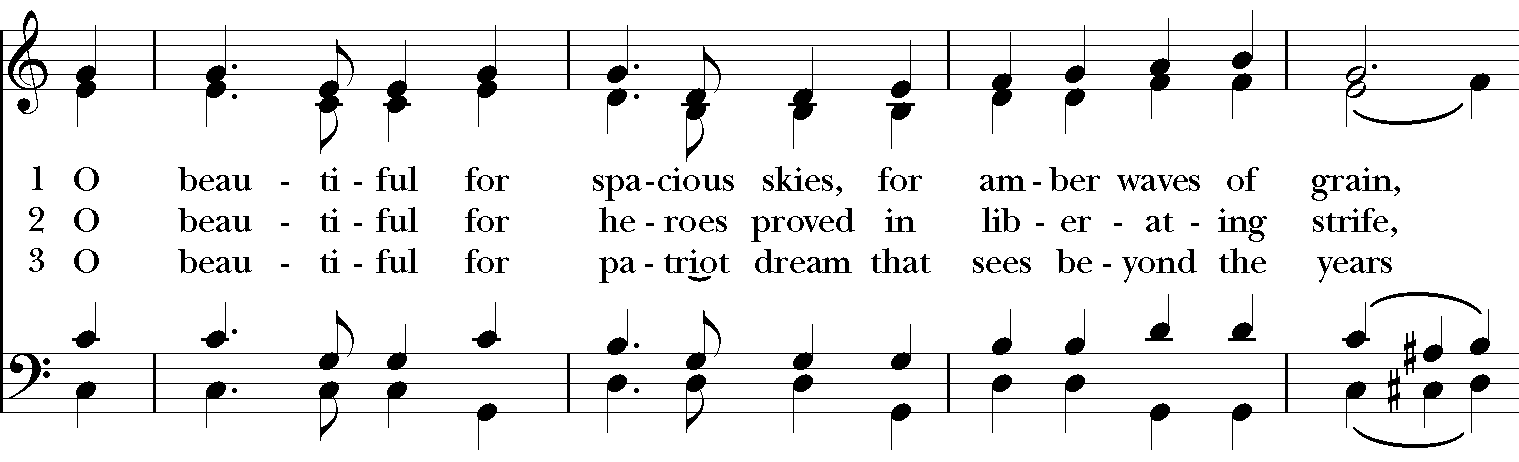 1 O beau - ti - ful for spa - cious skies, for am - ber waves of grain,
2 O beau - ti - ful for he - roes proved in lib - er - at - ing strife,
3 O beau - ti - ful for pa - triot dream that sees be - yond the years